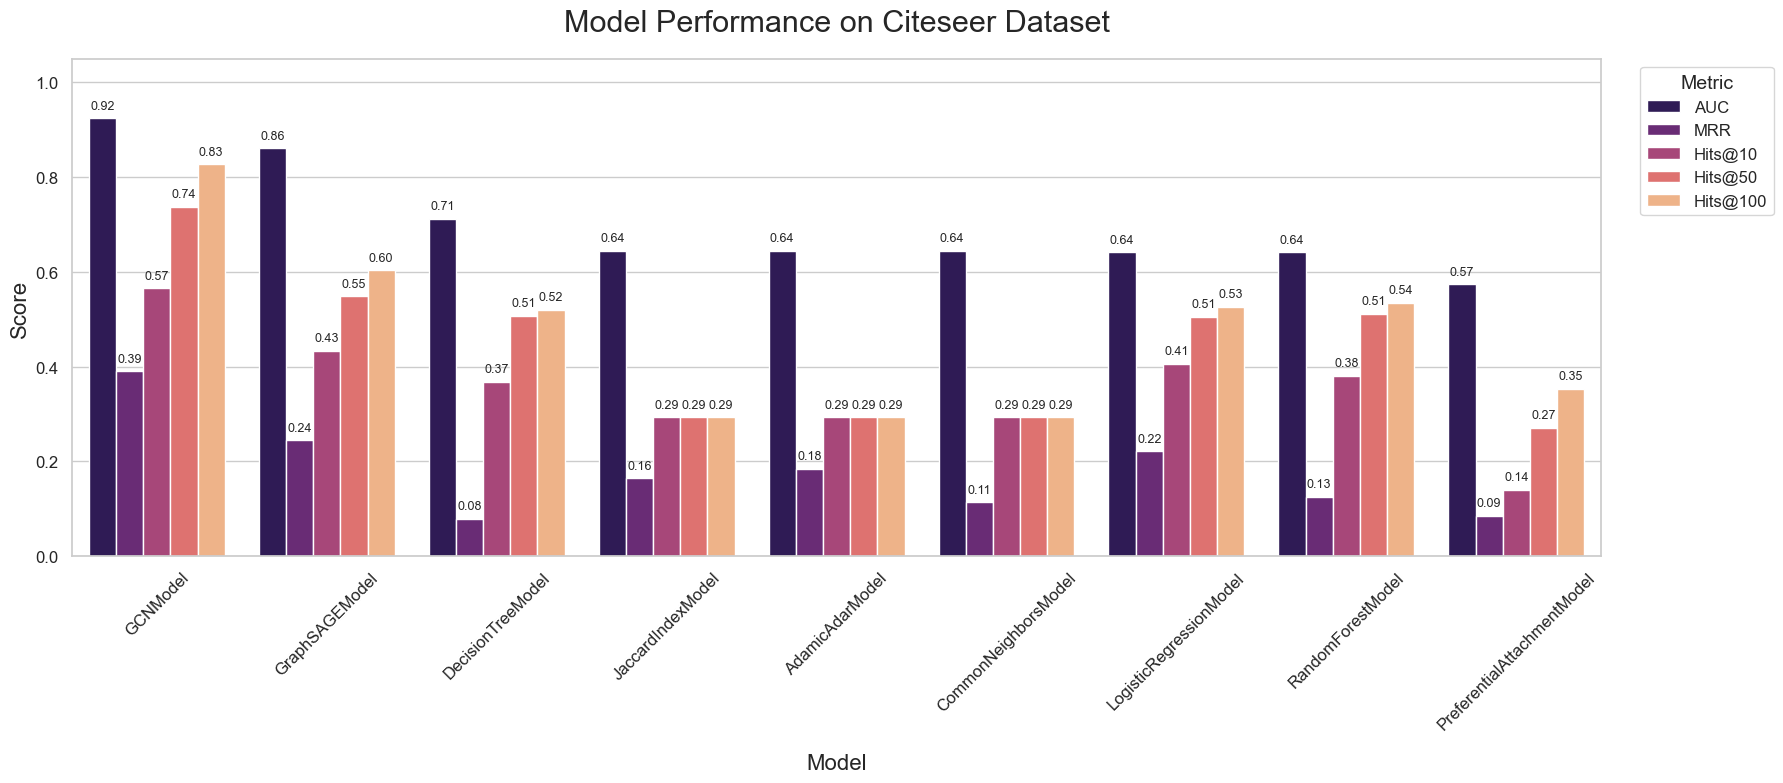 Model Performance on Citeseer Dataset
Score
1.0
0.8
0.6
0.4
0.2
0.0
0.92
0.39
0.57
0.74
0.83
0.86
0.24
0.43
0.55
0.60
0.71
0.08
0.37
0.51
0.52
0.64
0.16
0.29
0.29
0.29
0.64
0.18
0.29
0.29
0.29
0.64
0.11
0.29
0.29
0.29
0.64
0.22
0.41
0.51
0.53
0.64
0.13
0.38
0.51
0.54
0.57
0.09
0.14
0.27
0.35
GCNModel
GraphSAGEModel
DecisionTreeModel
JaccardIndexModel
AdamicAdarModel
CommonNeighborsModel
LogisticRegressionModel
RandomForestModel
PreferentialAttachmentModel
Model
Metric
AUC
MRR
Hits@10
Hits@50
Hits@100